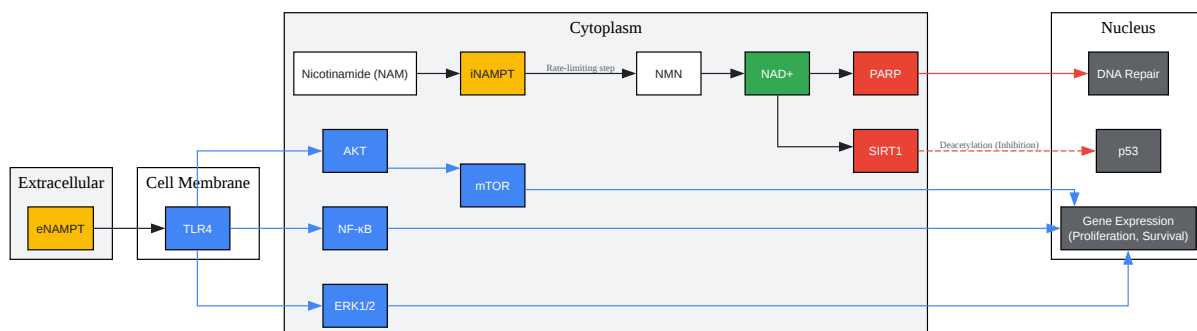 Cytoplasm
Nucleus
Nicotinamide (NAM)
iNAMPT
Rate-limiting step
NMN
NAD+
PARP
DNA Repair
AKT
SIRT1
Deacetylation (Inhibition)
p53
Extracellular
Cell Membrane
mTOR
eNAMPT
TLR4
NF-κB
Gene Expression
(Proliferation, Survival)
ERK1/2